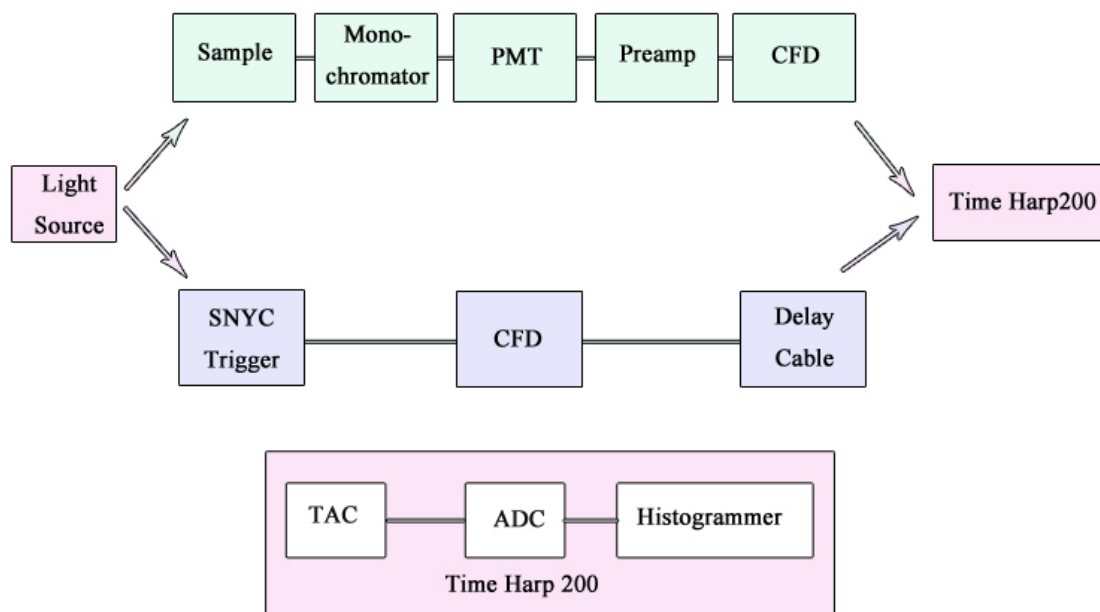 Sample
Mono-
chromator
PMT
Preamp
CFD
Light
Source
Time Harp200
SNYC
Trigger
CFD
Delay
Cable
TAC
ADC
Histogrammer
Time Harp 200